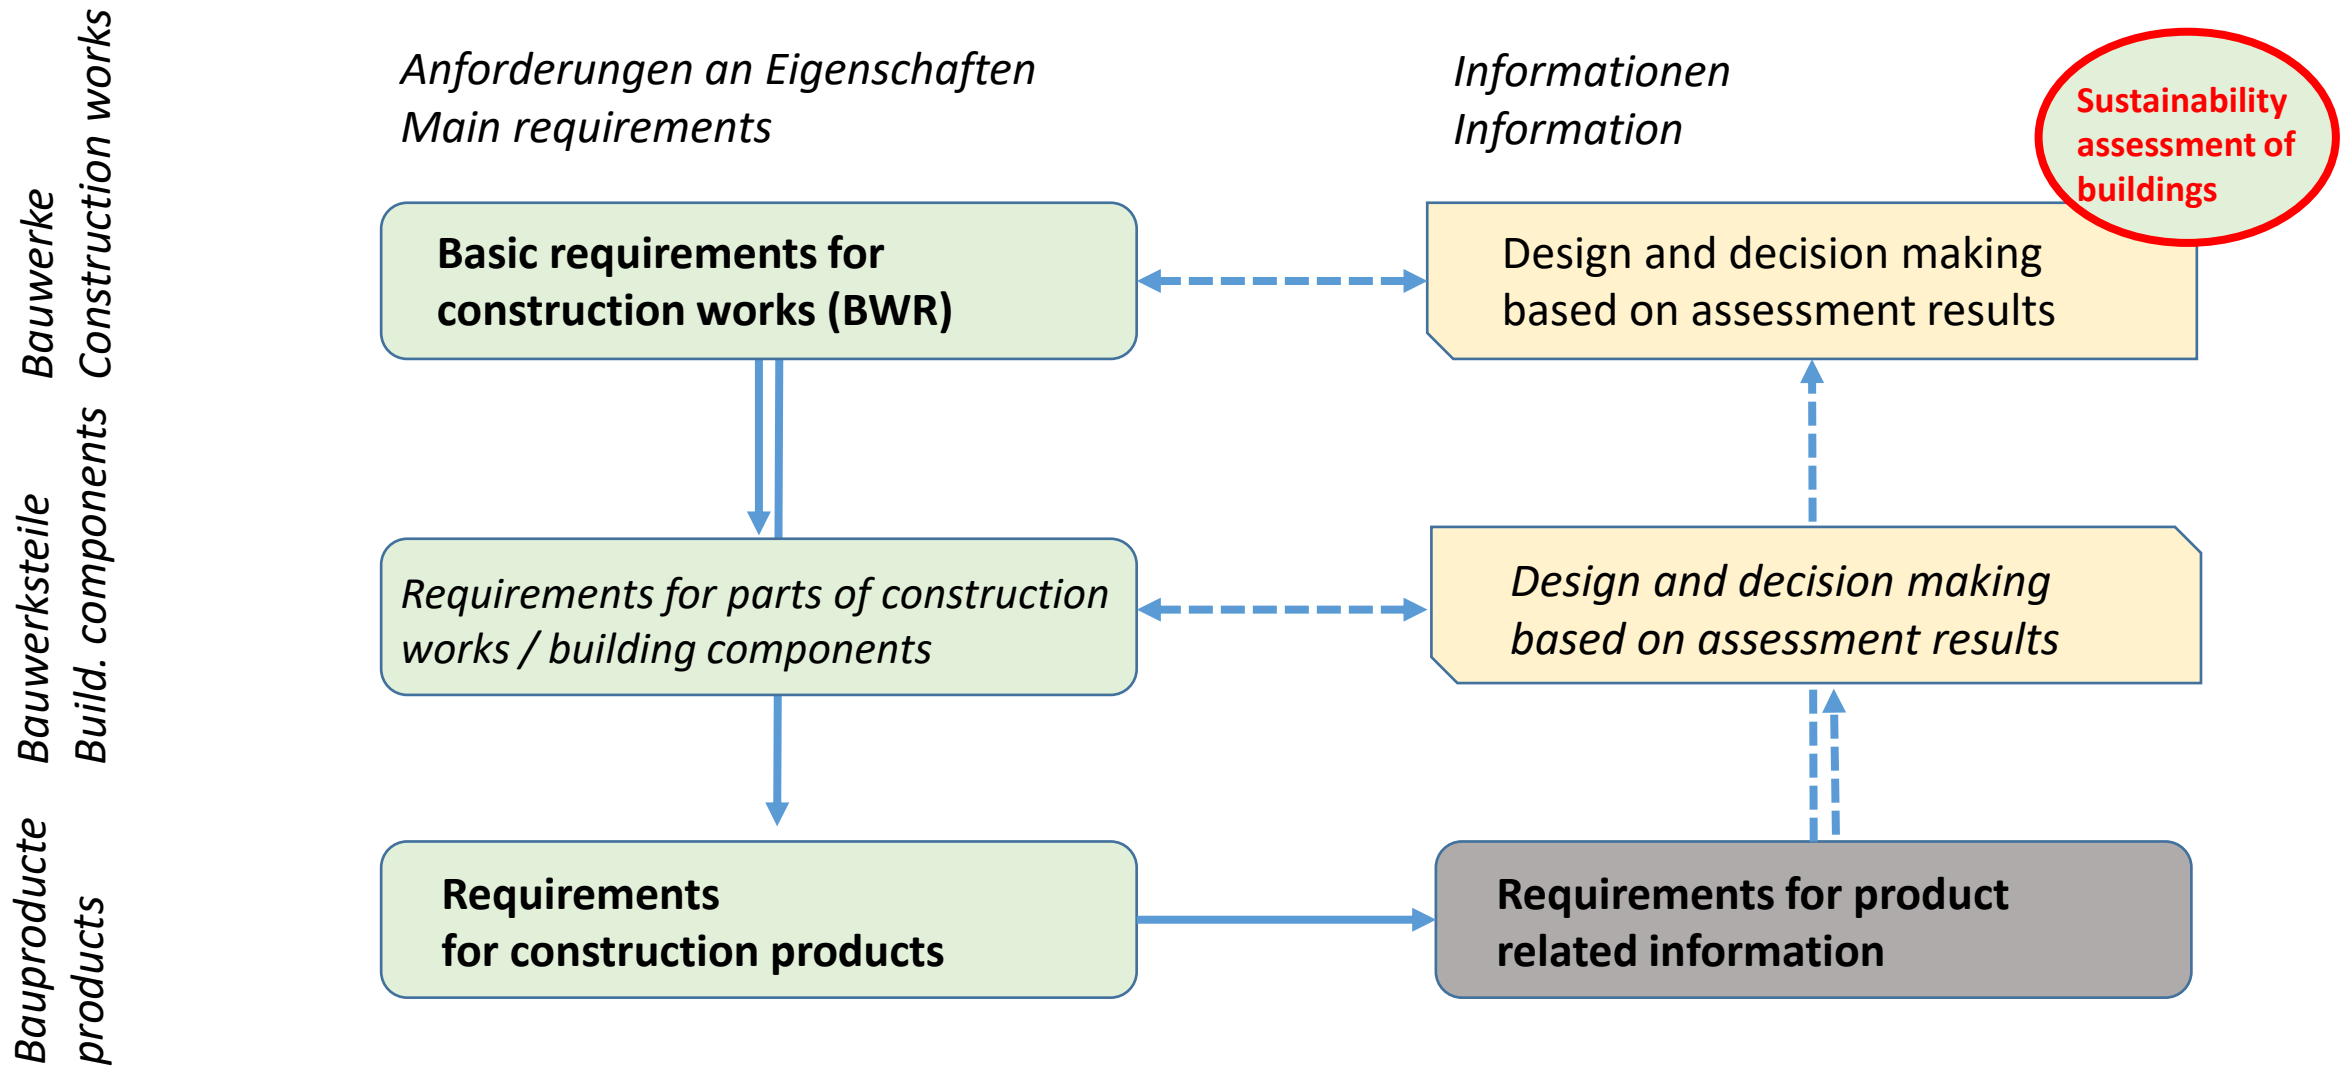 Anforderungen an Eigenschaften
Main requirements
Informationen
Information
Sustainability
assessment of
buildings
Bauwerke
Construction works
Basic requirements for
construction works (BWR)
Design and decision making
based on assessment results
Bauwerksteile
Build. components
Requirements for parts of construction
works / building components
Design and decision making
based on assessment results
Bauproducte
products
Requirements
for construction products
Requirements for product
related information